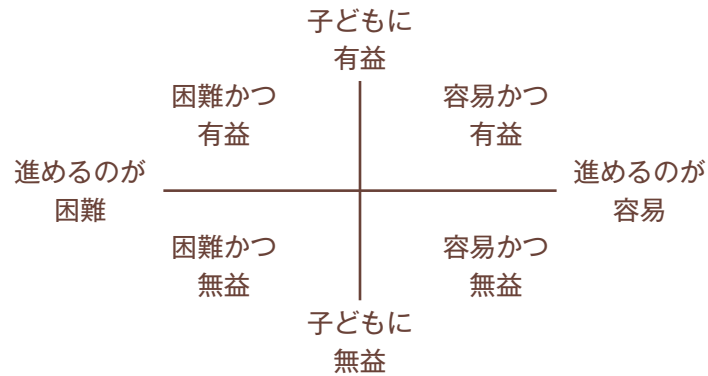 子どもに
有益
困難かつ
有益
容易かつ
有益
進めるのが
困難
進めるのが
容易
困難かつ
無益
容易かつ
無益
子どもに
無益